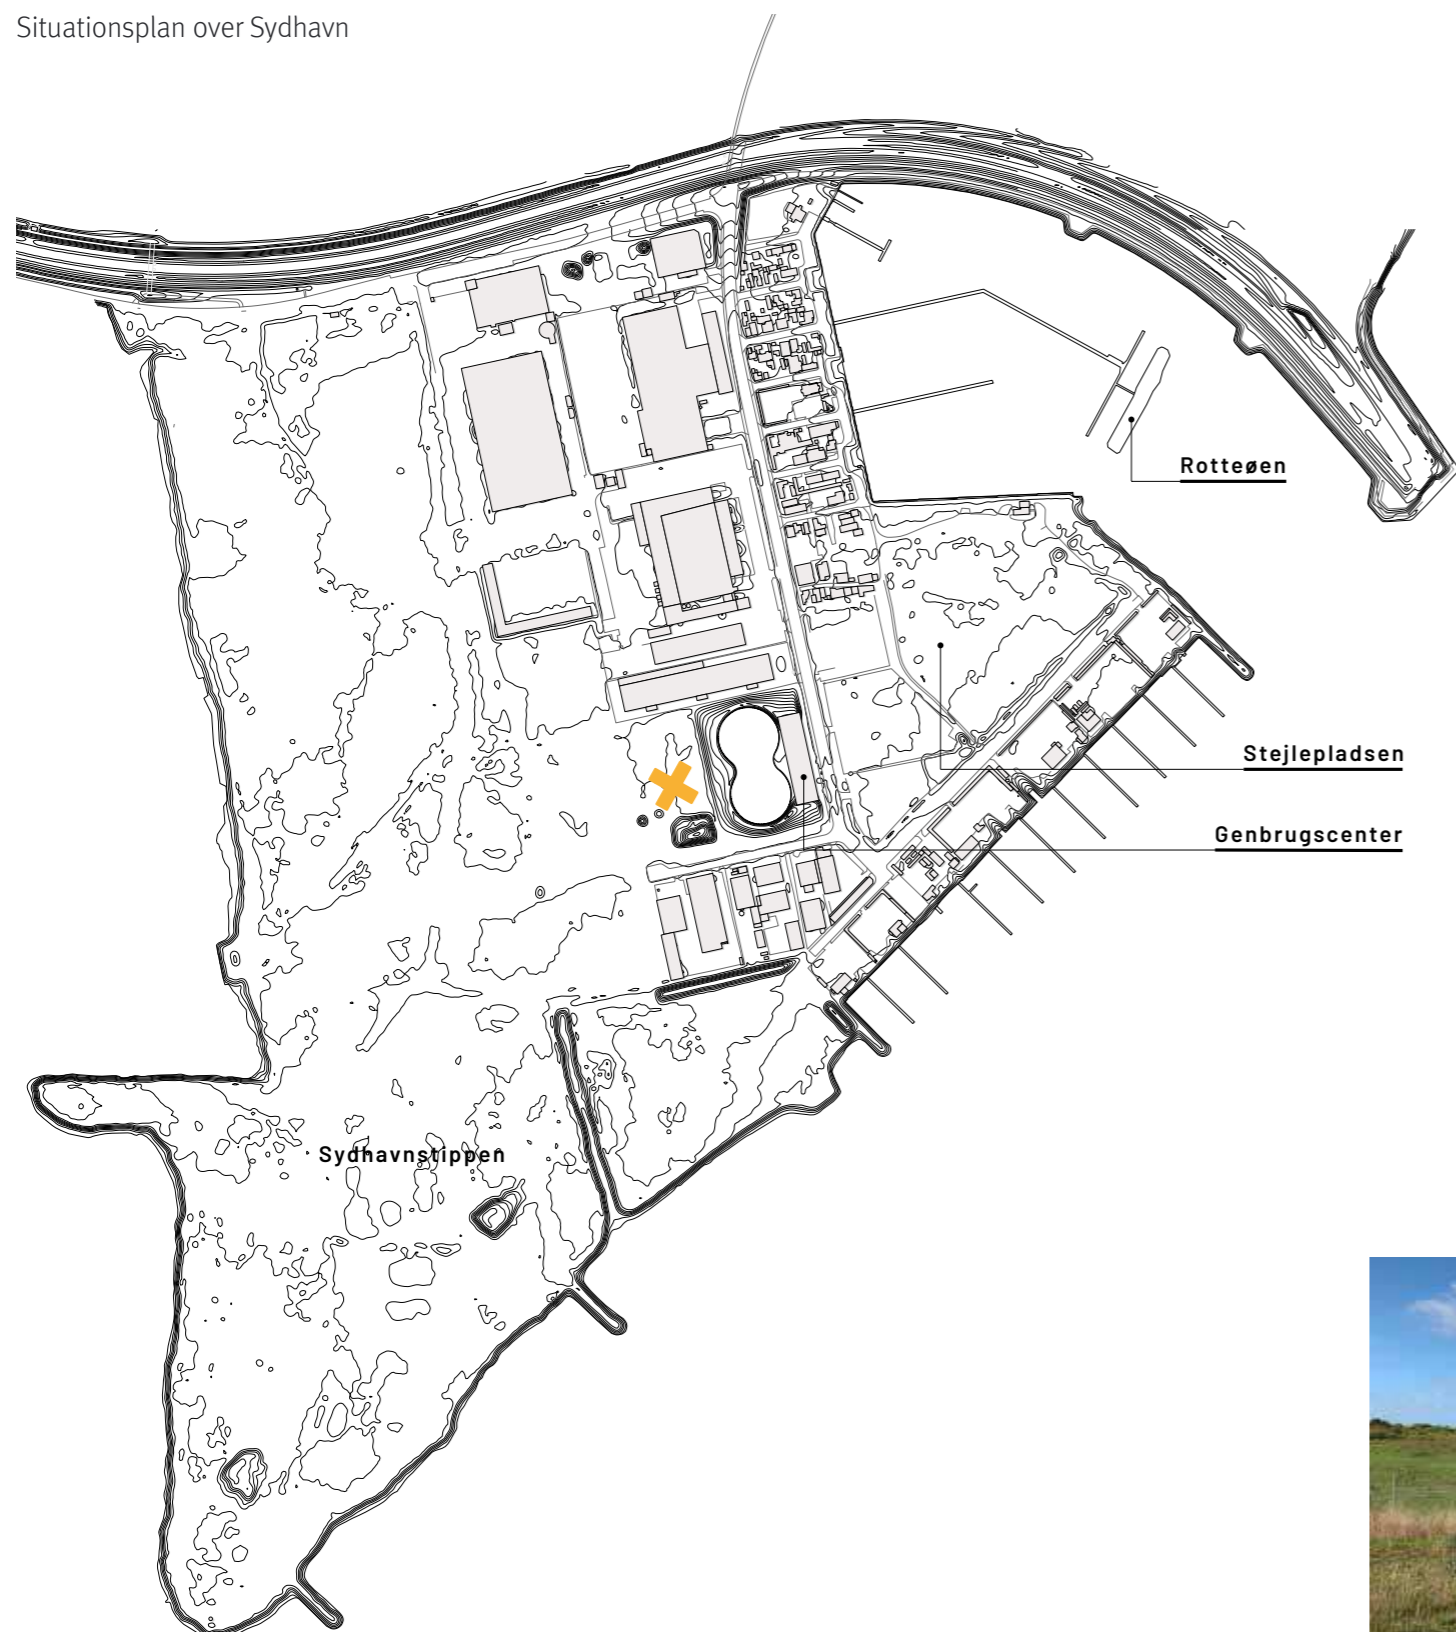 Situationsplan over Sydhavn
Rotteøen
Stejlepladsen
Genbrugscenter
Sydhavnstippen